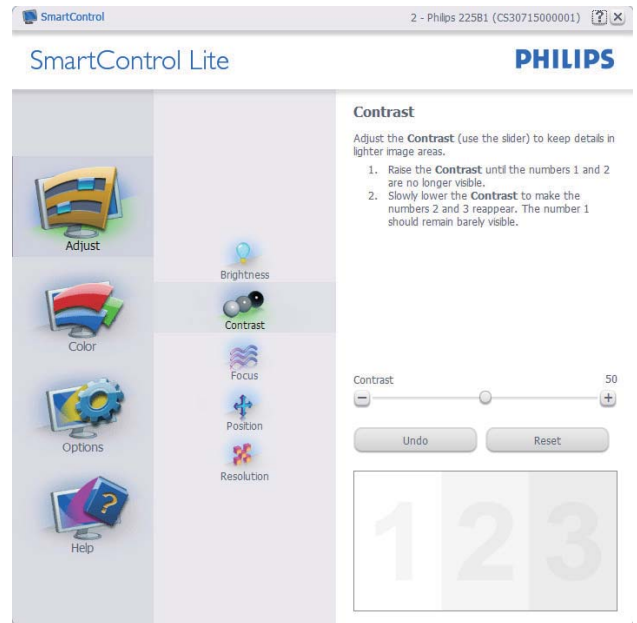 SmartControl
2 - Philips 225B1 (CS30715000001)
?
SmartControl Lite
PHILIPS
Adjust
Color
Options
Help
Brightness
Contrast
Focus
Position
Resolution
Contrast
Adjust the Contrast (use the slider) to keep details in
lighter image areas.
1. Raise the Contrast until the numbers 1 and 2
are no longer visible.
2. Slowly lower the Contrast to make the
numbers 2 and 3 reappear. The number 1
should remain barely visible.
Contrast 50
Undo Reset
1 2 3